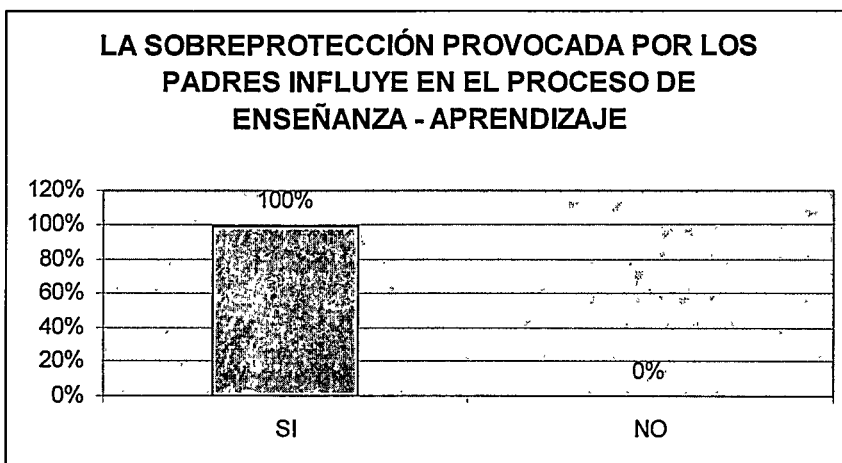 LA SOBREPROTECCIÓN PROVOCADA POR LOS
PADRES INFLUYE EN EL PROCESO DE
ENSEÑANZA - APRENDIZAJE
120%
100%
80%
60%
40%
20%
0%
100%
0%
SI
NO